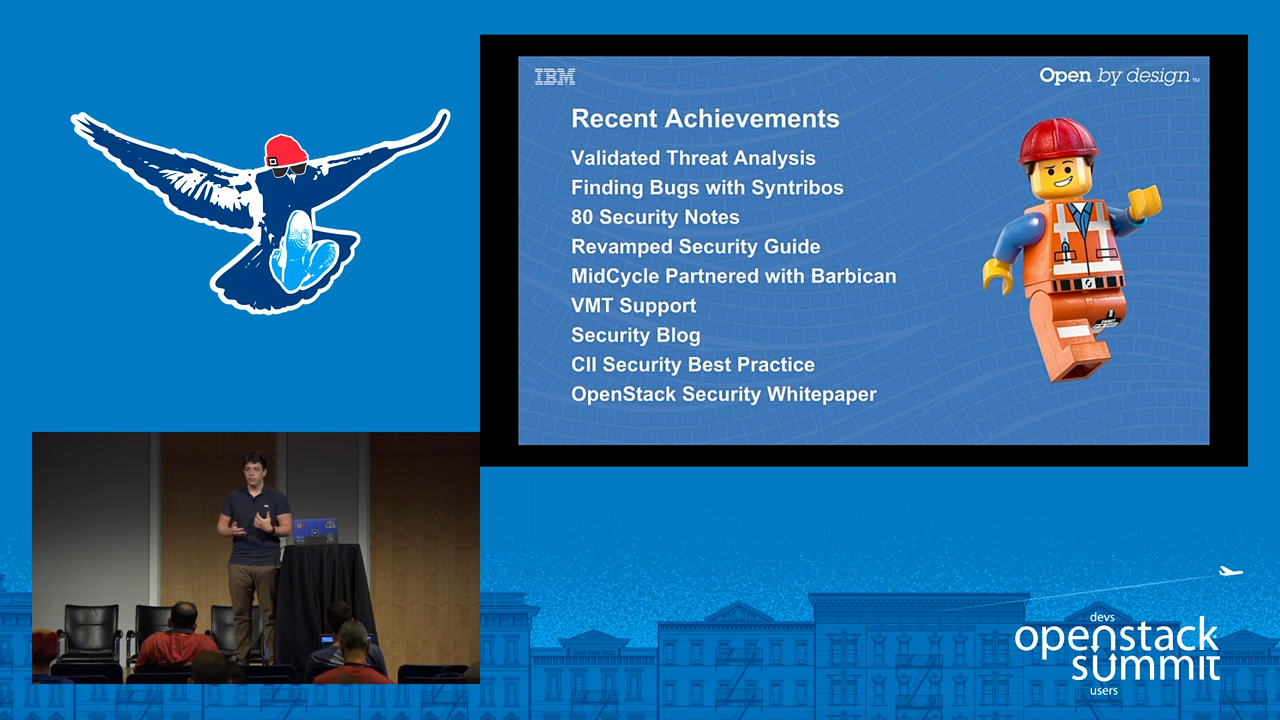 IBM
Open by design™
Recent Achievements
Validated Threat Analysis
Finding Bugs with Syntribos
80 Security Notes
Revamped Security Guide
MidCycle Partnered with Barbican
VMT Support
Security Blog
CII Security Best Practice
OpenStack Security Whitepaper
devs
openstack
summit
users